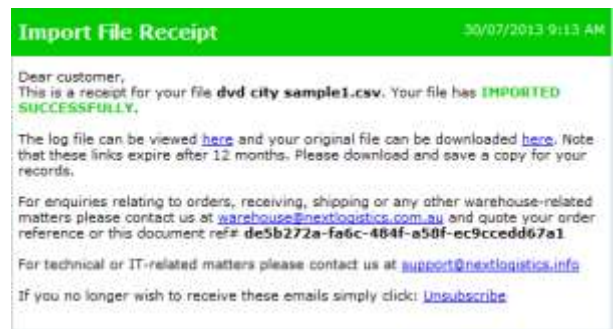 Import File Receipt 30/07/2013 9:13 AM
Dear customer,
This is a receipt for your file dvd city sample1.csv. Your file has IMPORTED
SUCCESSFULLY.
The log file can be viewed here and your original file can be downloaded here. Note
that these links expire after 12 months. Please download and save a copy for your
records.
For enquiries relating to orders, receiving, shipping or any other warehouse-related
matters please contact us at warehouse@nextlogistics.com.au and quote your order
reference or this document ref# de5b272a-fa6c-484f-a58f-ec9ccedd67a1
For technical or IT-related matters please contact us at support@nextlogistics.info
If you no longer wish to receive these emails simply click: Unsubscribe